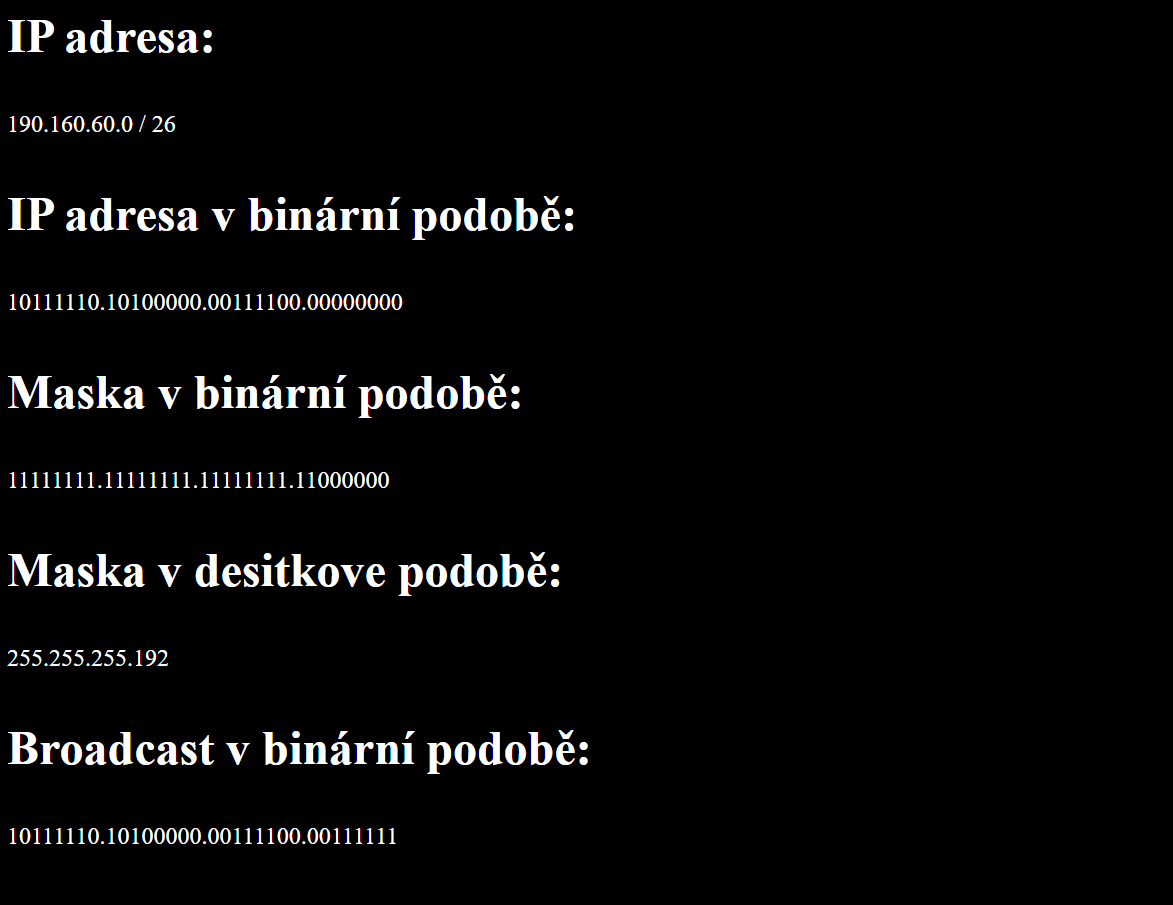 IP adresa:
190.160.60.0 / 26
IP adresa v binární podobě:
10111110.10100000.00111100.00000000
Maska v binární podobě:
11111111.11111111.11111111.11000000
Maska v desitkove podobě:
255.255.255.192
Broadcast v binární podobě:
10111110.10100000.00111100.00111111